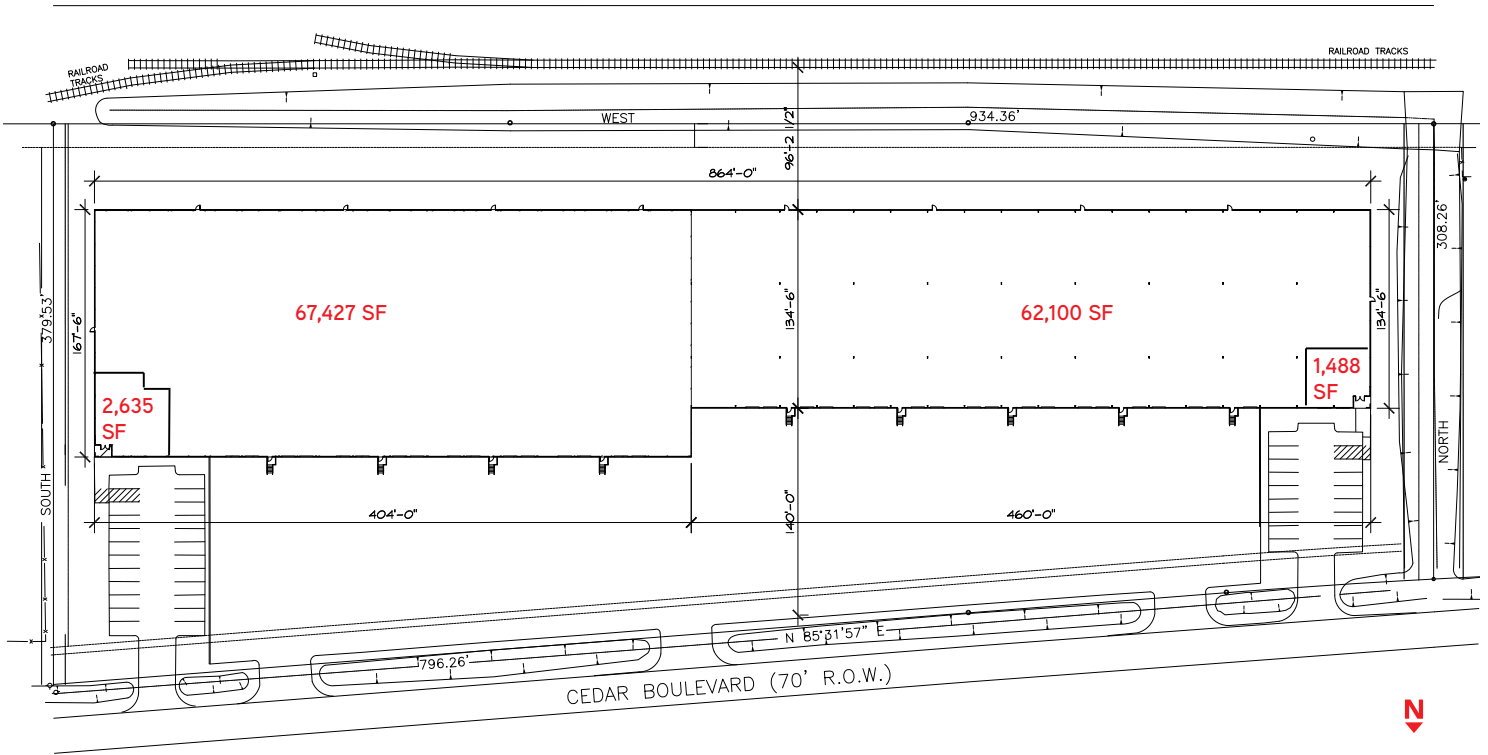 RAILROAD TRACKS
RAILROAD
TRACKS
WEST
934.36'
96'-2 1/2"
864'-0"
308.26'
379.53'
167'-6"
67,427 SF
134'-6"
62,100 SF
134'-6"
1,488
SF
2,635
SF
SOUTH
NORTH
404'-0"
140'-0"
460'-0"
N 85°31'57" E
796.26'
CEDAR BOULEVARD (70' R.O.W.)
N